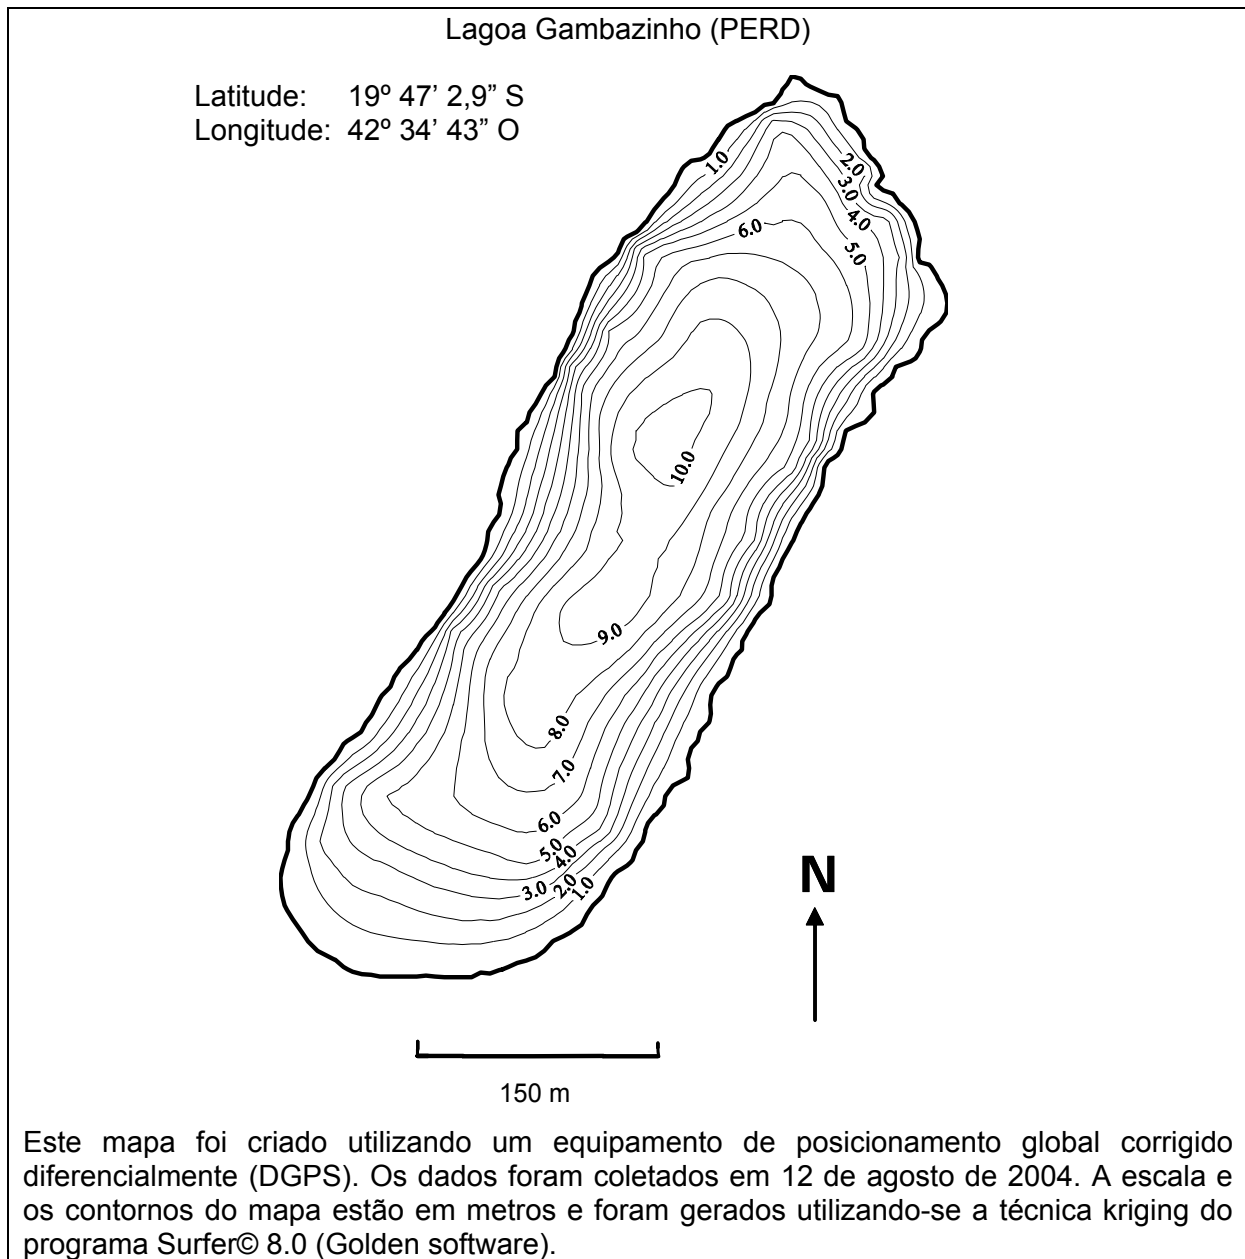 Lagoa Gambazinho (PERD)
Latitude: 19º 47’ 2,9” S
Longitude: 42º 34’ 43” O
1.0
2.0
3.0
4.0
6.0
5.0
10.0
9.0
8.0
7.0
6.0
5.0
4.0
3.0
2.0
1.0
N
150 m
Este mapa foi criado utilizando um equipamento de posicionamento global corrigido
diferencialmente (DGPS). Os dados foram coletados em 12 de agosto de 2004. A escala e
os contornos do mapa estão em metros e foram gerados utilizando-se a técnica kriging do
programa Surfer© 8.0 (Golden software).